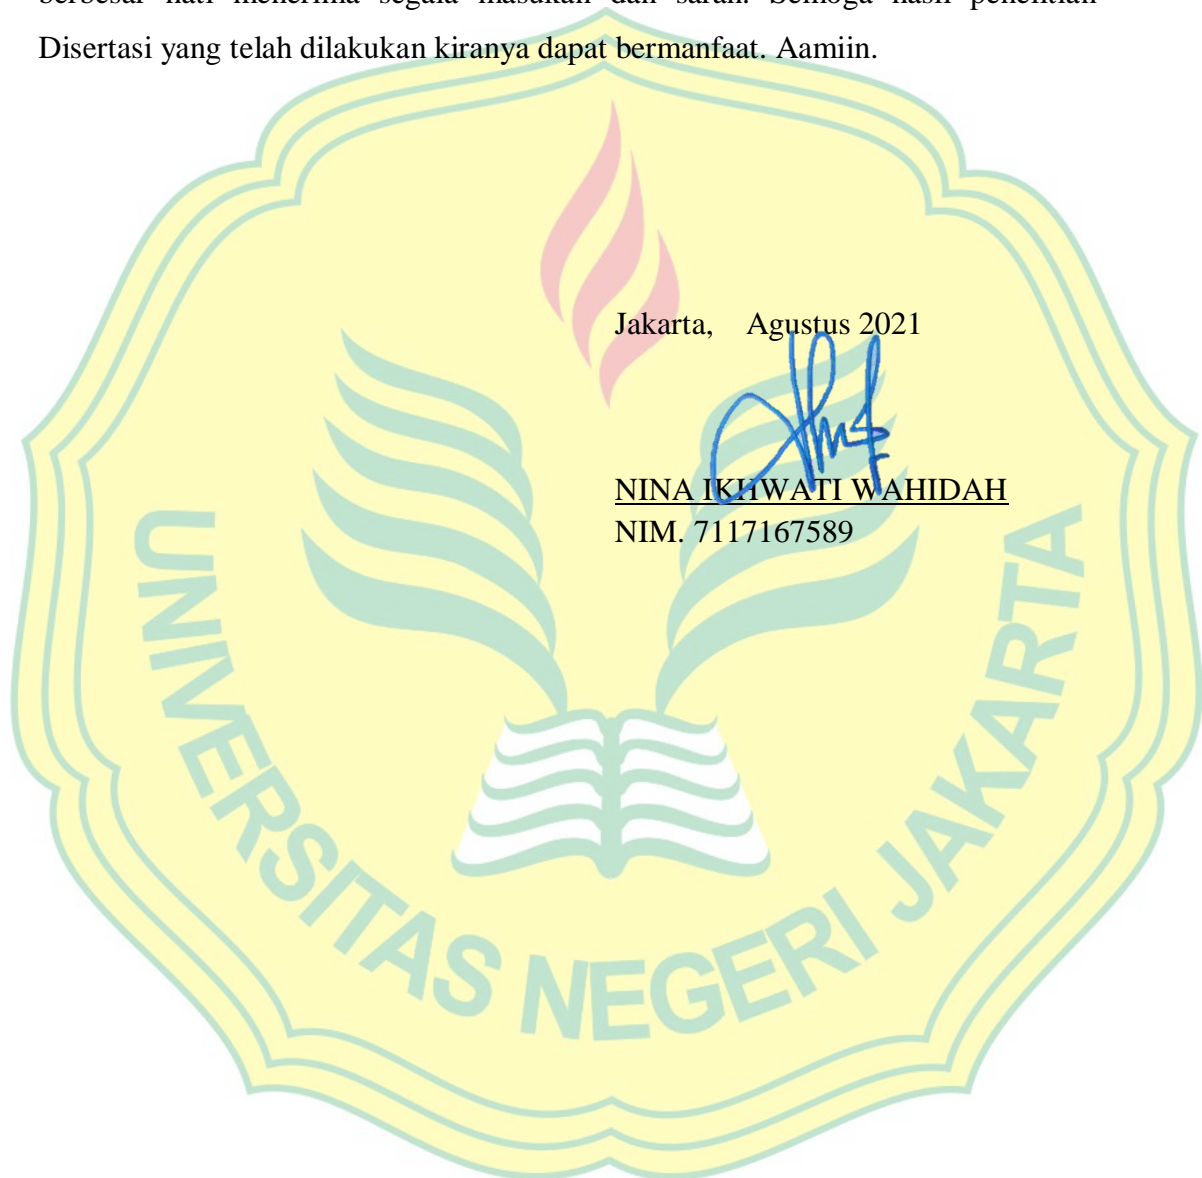 berbesar hati menerima segala masukan dan saran. Semoga hasil penelitian
Disertasi yang telah dilakukan kiranya dapat bermanfaat. Aamiin.
Jakarta, Agustus 2021
NINA IKHWATI WAHIDAH
NIM. 7117167589
UNIVERSITAS NEGERI JAKARTA